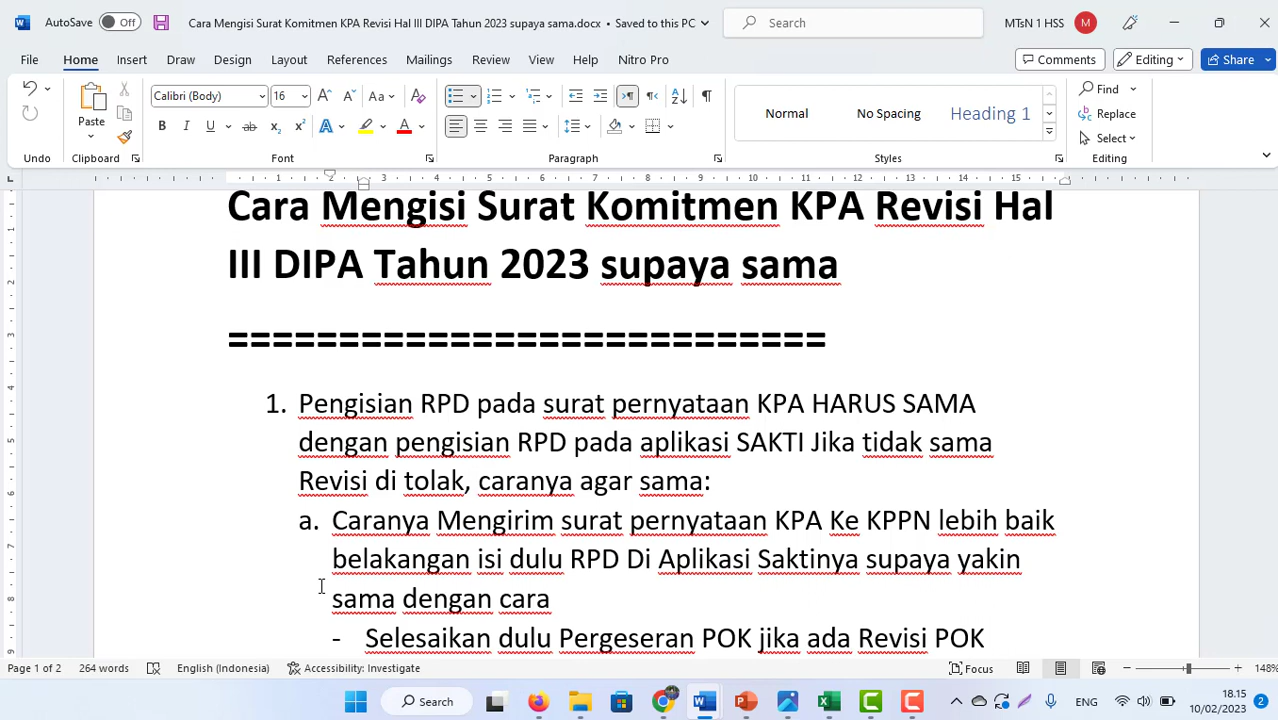 AutoSave Off Cara Mengisi Surat Komitmen KPA Revisi Hal III DIPA Tahun 2023 supaya sama.docx • Saved to this PC Search MTsN 1 HSS M
File Home Insert Draw Design Layout References Mailings Review View Help Nitro Pro Comments Editing Share
Calibri (Body) 16 Find
Paste Normal No Spacing Heading 1 Replace
Select
Undo Clipboard Font Paragraph Styles Editing
Cara Mengisi Surat Komitmen KPA Revisi Hal
III DIPA Tahun 2023 supaya sama
===========================
1. Pengisian RPD pada surat pernyataan KPA HARUS SAMA
dengan pengisian RPD pada aplikasi SAKTI Jika tidak sama
Revisi di tolak, caranya agar sama:
a. Caranya Mengirim surat pernyataan KPA Ke KPPN lebih baik
belakangan isi dulu RPD Di Aplikasi Saktinya supaya yakin
sama dengan cara
- Selesaikan dulu Pergeseran POK jika ada Revisi POK
Page 1 of 2 264 words English (Indonesia) Accessibility: Investigate Focus 148%
Search 18.15
10/02/2023 2